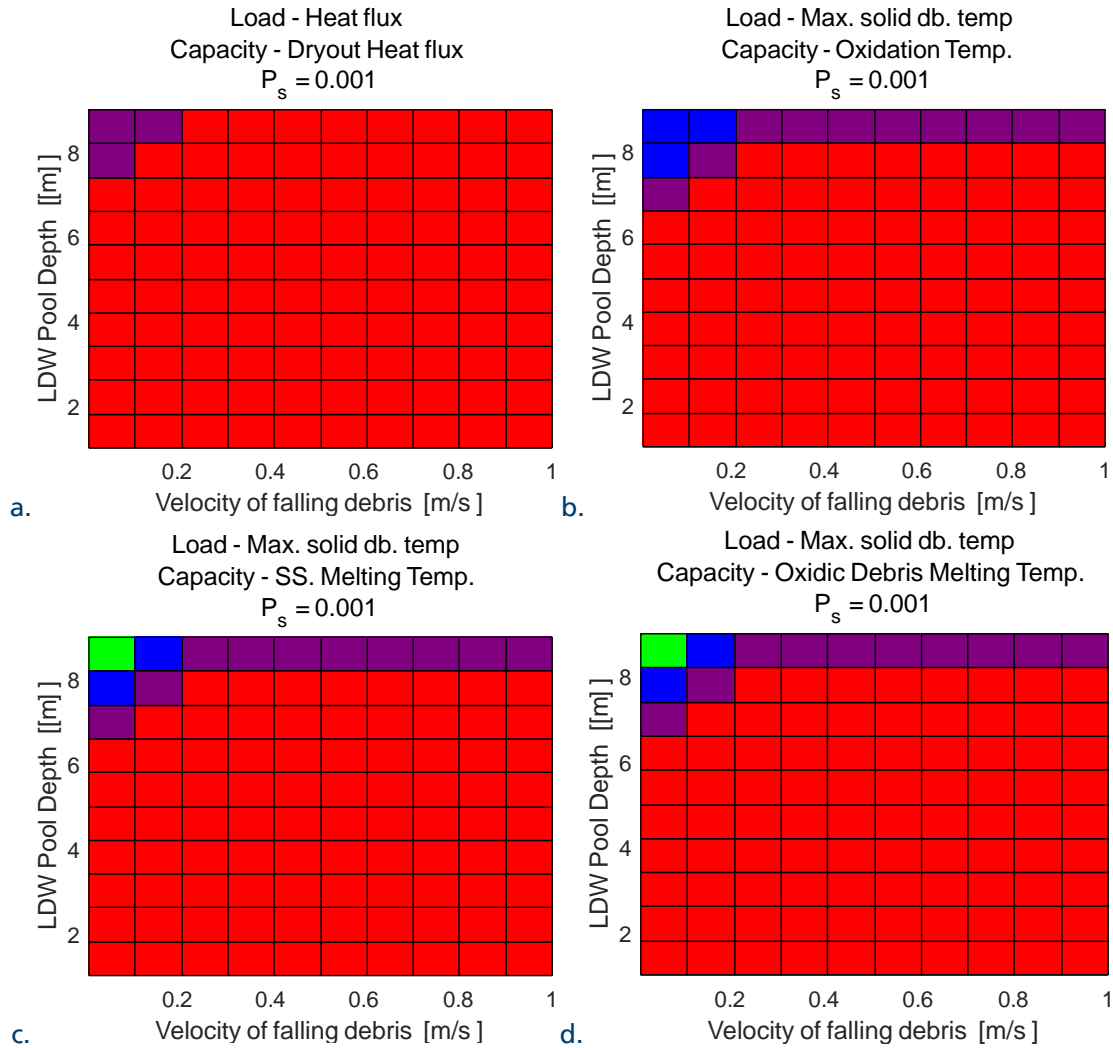 Load - Heat flux
Capacity - Dryout Heat flux
P_s = 0.001
8
6
4
2
LDW Pool Depth [[m] ]
0.2 0.4 0.6 0.8 1
Velocity of falling debris [m/s ]
a.
Load - Max. solid db. temp
Capacity - Oxidation Temp.
P_s = 0.001
8
6
4
2
LDW Pool Depth [[m] ]
0.2 0.4 0.6 0.8 1
Velocity of falling debris [m/s ]
b.
Load - Max. solid db. temp
Capacity - SS. Melting Temp.
P_s = 0.001
8
6
4
2
LDW Pool Depth [[m] ]
0.2 0.4 0.6 0.8 1
Velocity of falling debris [m/s ]
c.
Load - Max. solid db. temp
Capacity - Oxidic Debris Melting Temp.
P_s = 0.001
8
6
4
2
LDW Pool Depth [[m] ]
0.2 0.4 0.6 0.8 1
Velocity of falling debris [m/s ]
d.